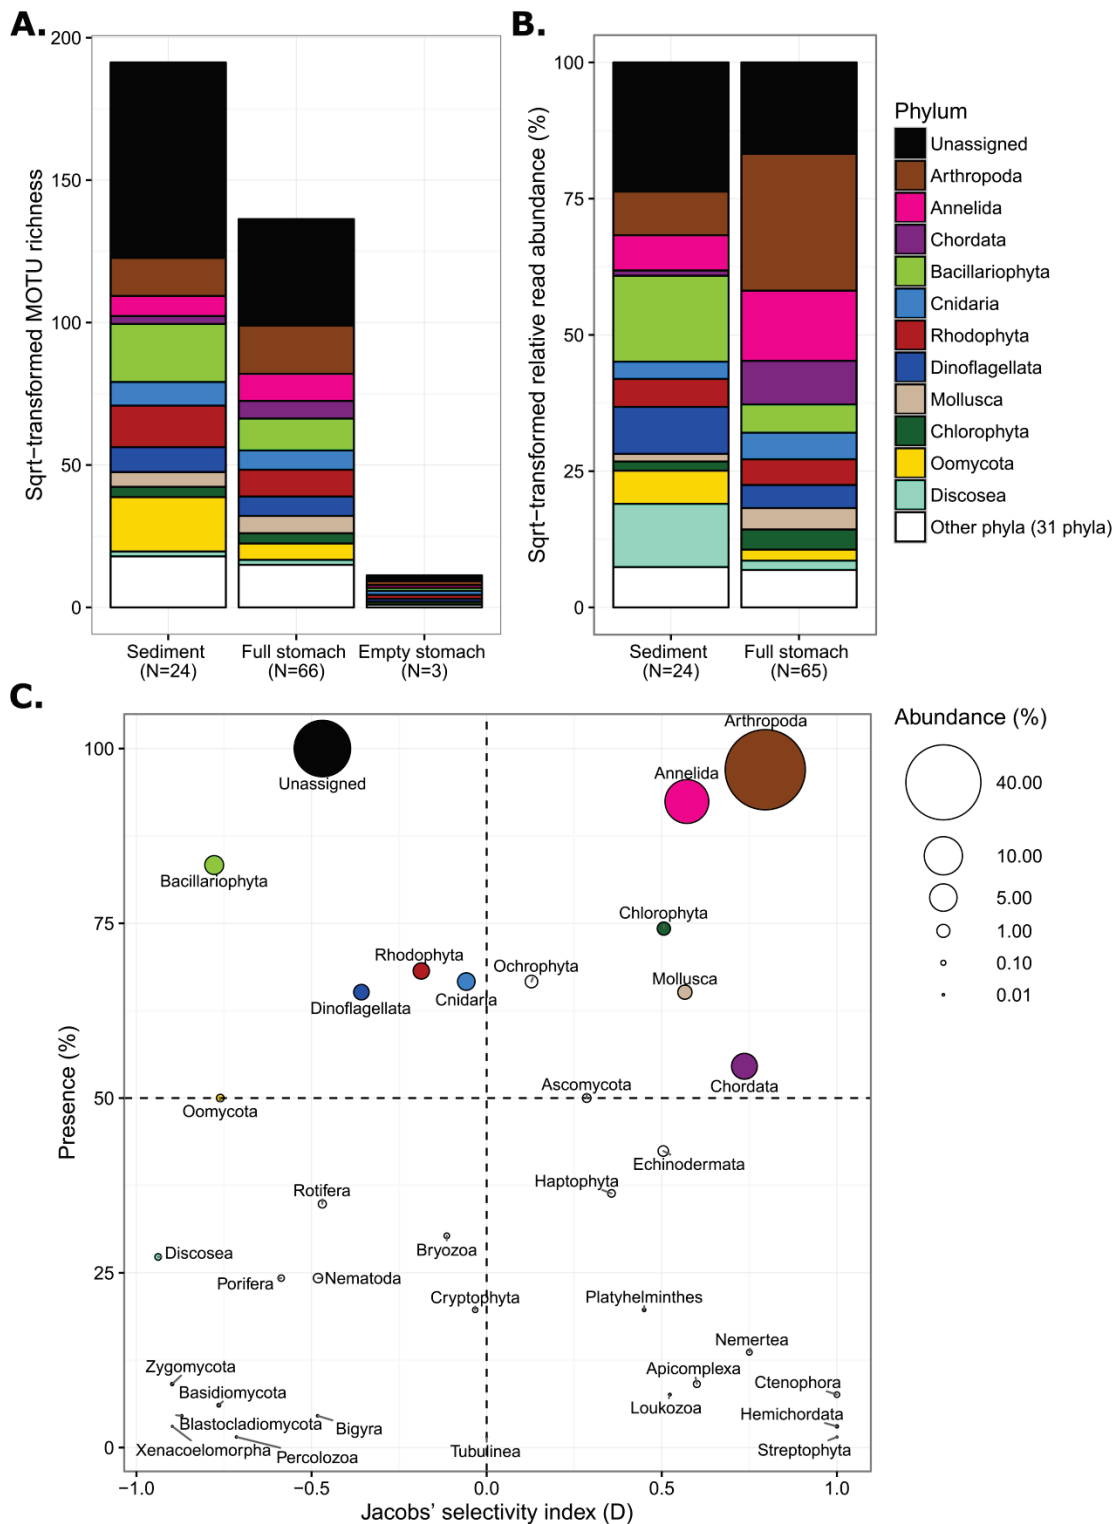 A.
Sqrt−transformed MOTU richness
200
150
100
50
0
Sediment
(N=24)
Full stomach
(N=66)
Empty stomach
(N=3)
B.
Sqrt−transformed relative read abundance (%)
100
75
50
25
0
Sediment
(N=24)
Full stomach
(N=65)
Phylum
Unassigned
Arthropoda
Annelida
Chordata
Bacillariophyta
Cnidaria
Rhodophyta
Dinoflagellata
Mollusca
Chlorophyta
Oomycota
Discosea
Other phyla (31 phyla)
C.
Presence (%)
100
75
50
25
0
Arthropoda
Annelida
Unassigned
Bacillariophyta
Chlorophyta
Rhodophyta
Ochrophyta
Mollusca
Cnidaria
Dinoflagellata
Ascomycota
Chordata
Oomycota
Echinodermata
Haptophyta
Rotifera
Bryozoa
Discosea
Nematoda
Porifera
Cryptophyta
Platyhelminthes
Nemertea
Zygomycota
Apicomplexa
Ctenophora
Basidiomycota
Loukozoa
Hemichordata
Blastocladiomycota
Bigyra
Xenacoelomorpha
Percolozoa
Tubulinea
Streptophyta
−1.0
−0.5
0.0
0.5
1.0
Jacobs’ selectivity index (D)
Abundance (%)
40.00
10.00
5.00
1.00
0.10
0.01